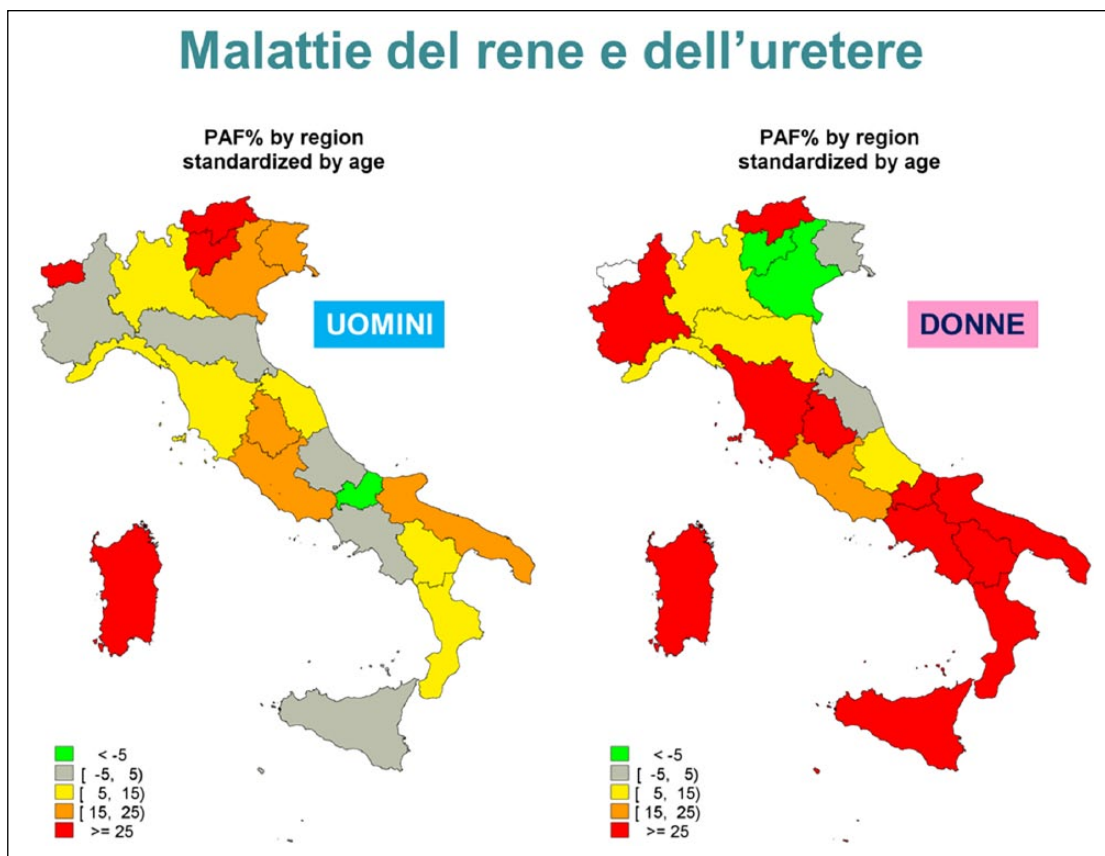 Malattie del rene e dell’uretere
PAF% by region
standardized by age
UOMINI
< -5
[ -5, 5)
[ 5, 15)
[ 15, 25)
>= 25
PAF% by region
standardized by age
DONNE
< -5
[ -5, 5)
[ 5, 15)
[ 15, 25)
>= 25